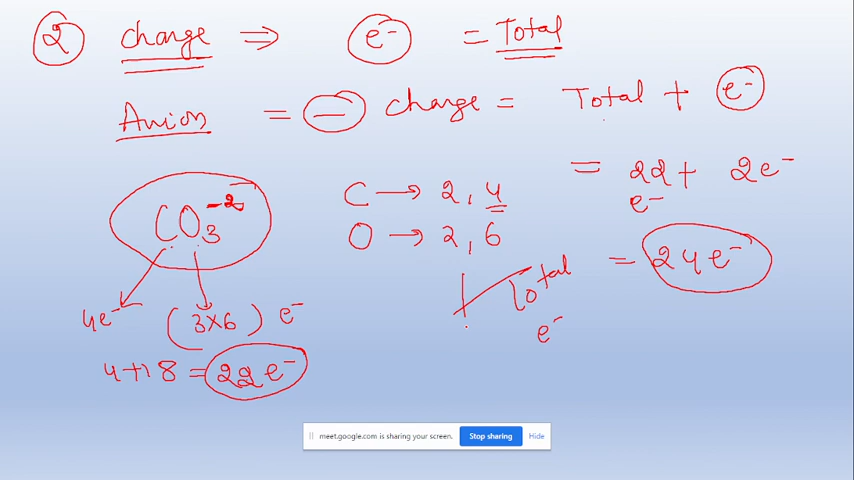 2 charge ⇒ e⁻ = Total
Anion = − charge = Total + e⁻
= 22 + 2e⁻
e⁻
= 24e⁻
CO₃⁻²
C → 2, 4
O → 2, 6
4e⁻ (3×6) e⁻
4+18 = 22e⁻
Total
e⁻
meet.google.com is sharing your screen. Stop sharing Hide